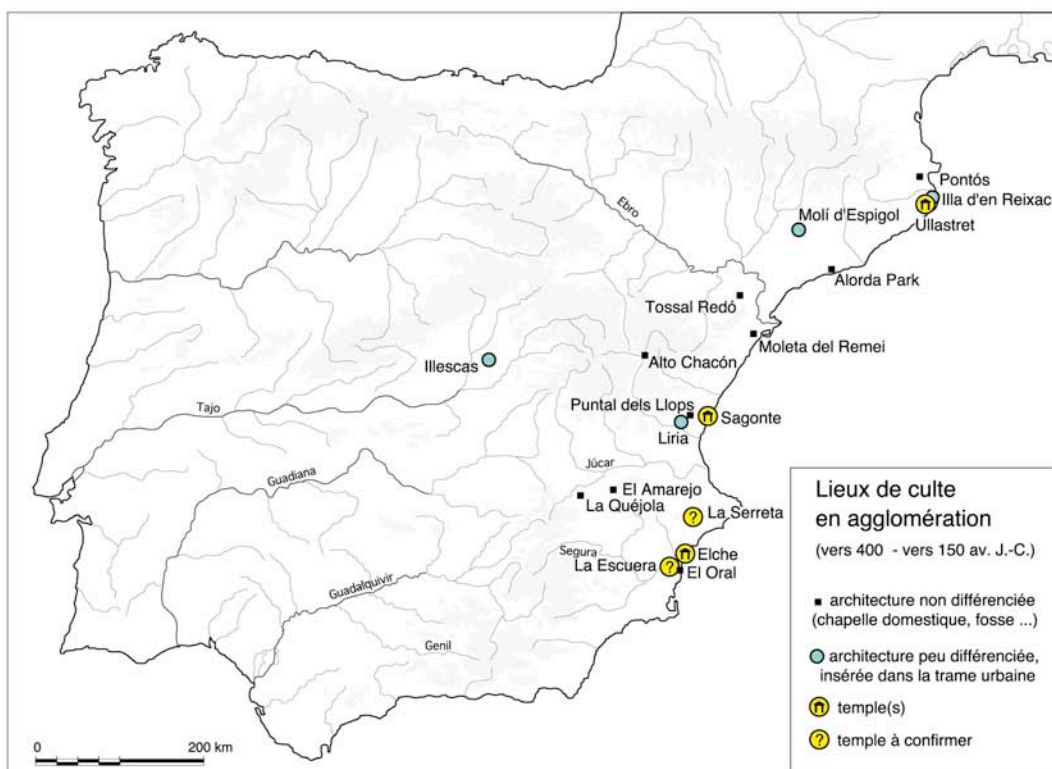 Pontós
Illa d'en Reixac
Ullastret
Molí d'Espigol
Ebro
Alorda Park
Tossal Redó
Moleta del Remei
Alto Chacón
Illescas
Puntal dels Llops
Sagonte
Tajo
Liria
Júcar
Guadiana
El Amarejo
La Quéjola
La Serreta
?
Segura
Elche
La Escuera
?
El Oral
Guadalquivir
Genil
0
200 km
Lieux de culte
en agglomération
(vers 400 - vers 150 av. J.-C.)
architecture non différenciée
(chapelle domestique, fosse ...)
architecture peu différenciée,
insérée dans la trame urbaine
temple(s)
? temple à confirmer